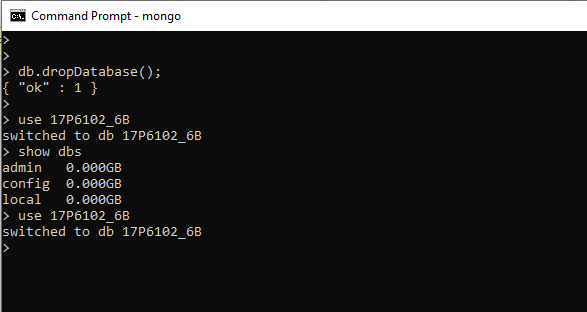 C:\.
Command Prompt - mongo
>
>
> db.dropDatabase();
{ "ok" : 1 }
>
> use 17P6102_6B
switched to db 17P6102_6B
> show dbs
admin   0.000GB
config  0.000GB
local   0.000GB
> use 17P6102_6B
switched to db 17P6102_6B
>